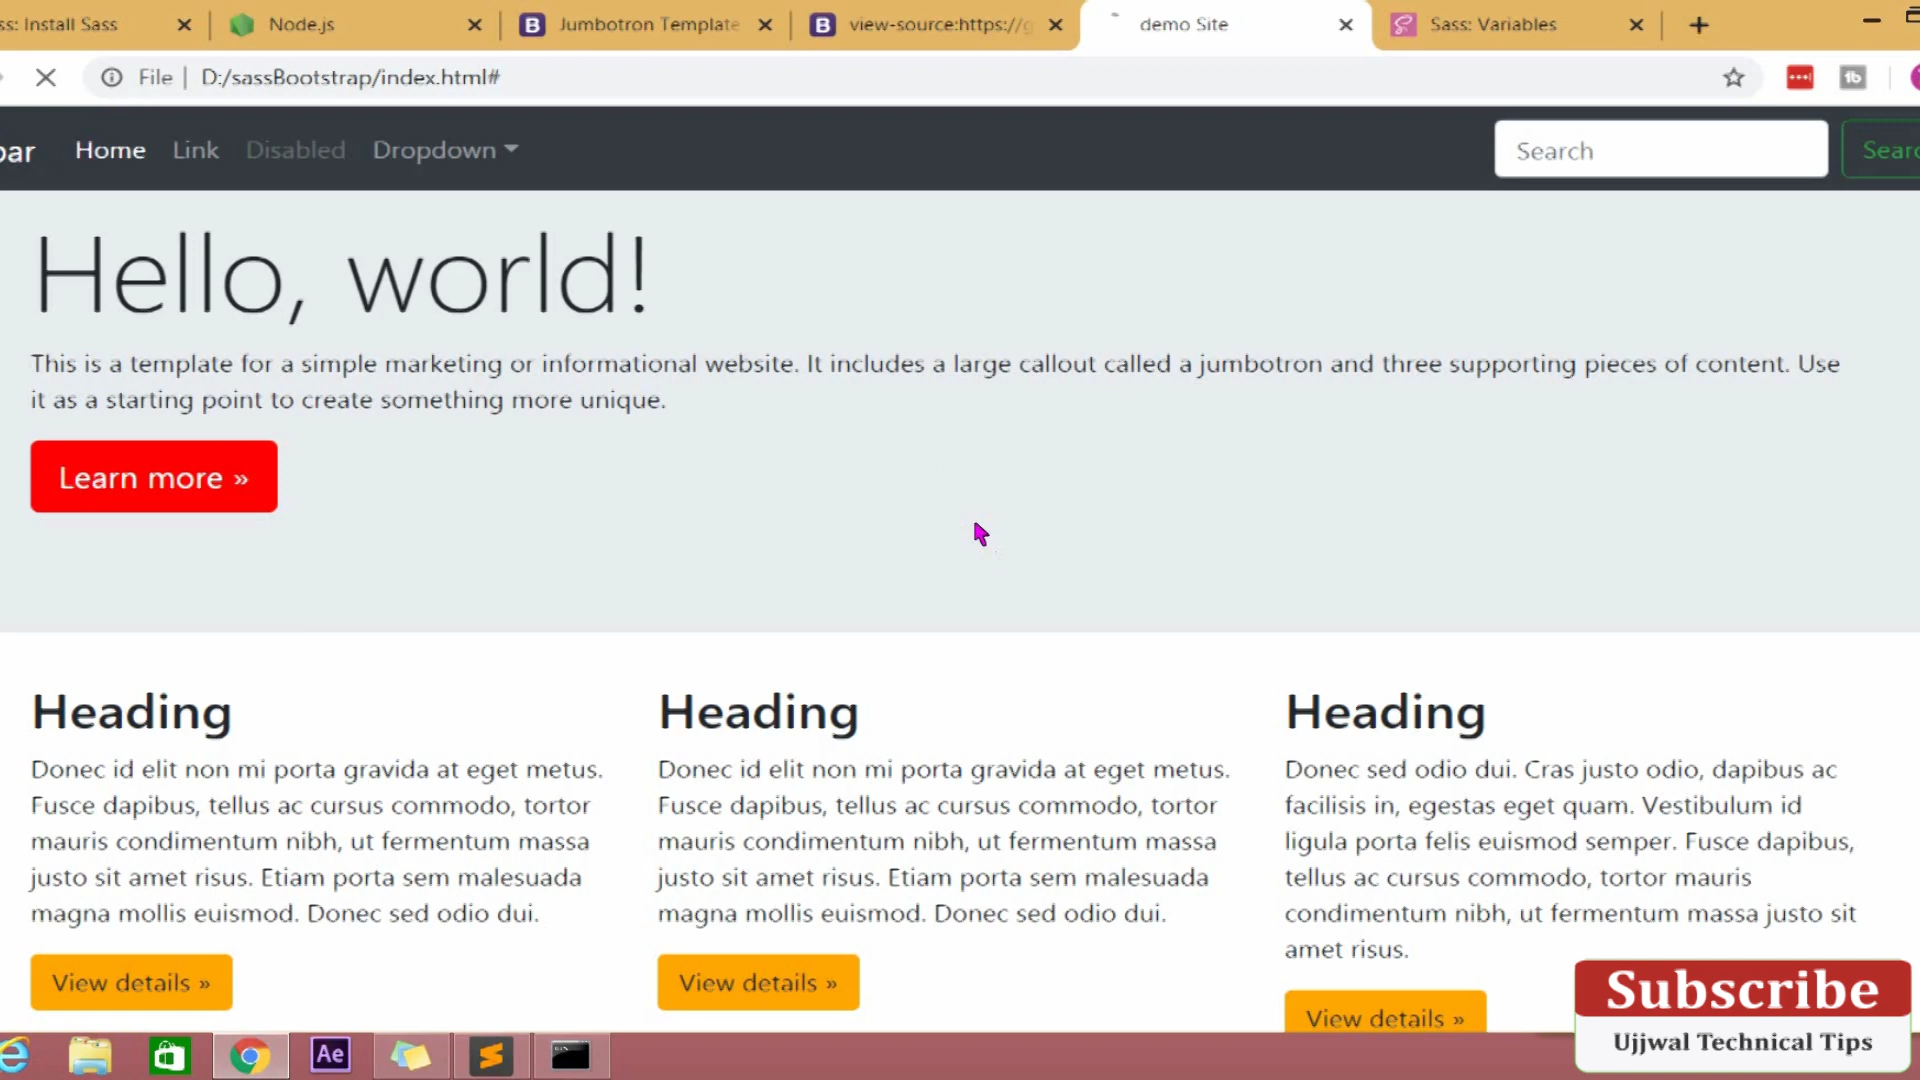 ss: Install Sass
Node.js
Jumbotron Template
view-source:https://g
demo Site
Sass: Variables
File | D:/sassBootstrap/index.html#
bar Home Link Disabled Dropdown Search Searc
Hello, world!
This is a template for a simple marketing or informational website. It includes a large callout called a jumbotron and three supporting pieces of content. Use
it as a starting point to create something more unique.
Learn more »
Heading
Donec id elit non mi porta gravida at eget metus.
Fusce dapibus, tellus ac cursus commodo, tortor
mauris condimentum nibh, ut fermentum massa
justo sit amet risus. Etiam porta sem malesuada
magna mollis euismod. Donec sed odio dui.
View details »
Heading
Donec id elit non mi porta gravida at eget metus.
Fusce dapibus, tellus ac cursus commodo, tortor
mauris condimentum nibh, ut fermentum massa
justo sit amet risus. Etiam porta sem malesuada
magna mollis euismod. Donec sed odio dui.
View details »
Heading
Donec sed odio dui. Cras justo odio, dapibus ac
facilisis in, egestas eget quam. Vestibulum id
ligula porta felis euismod semper. Fusce dapibus,
tellus ac cursus commodo, tortor mauris
condimentum nibh, ut fermentum massa justo sit
amet risus.
View details »
Subscribe
Ujjwal Technical Tips
Ae